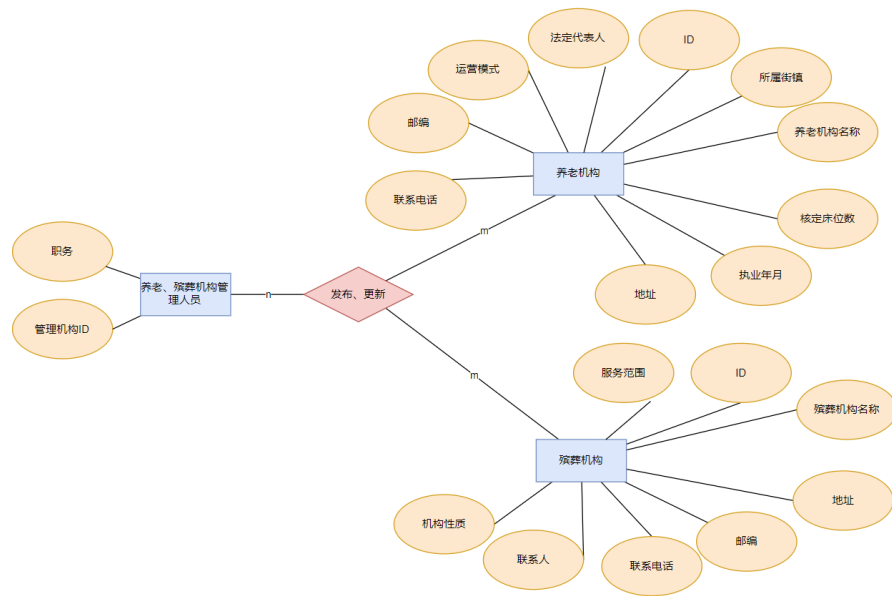 法定代表人
ID
运营模式
所属街镇
邮编
养老机构名称
养老机构
联系电话
核定床位数
m
职务
执业年月
养老、殡葬机构管
理人员
n
发布、更新
地址
管理机构ID
服务范围
ID
m
殡葬机构名称
殡葬机构
地址
机构性质
邮编
联系人
联系电话